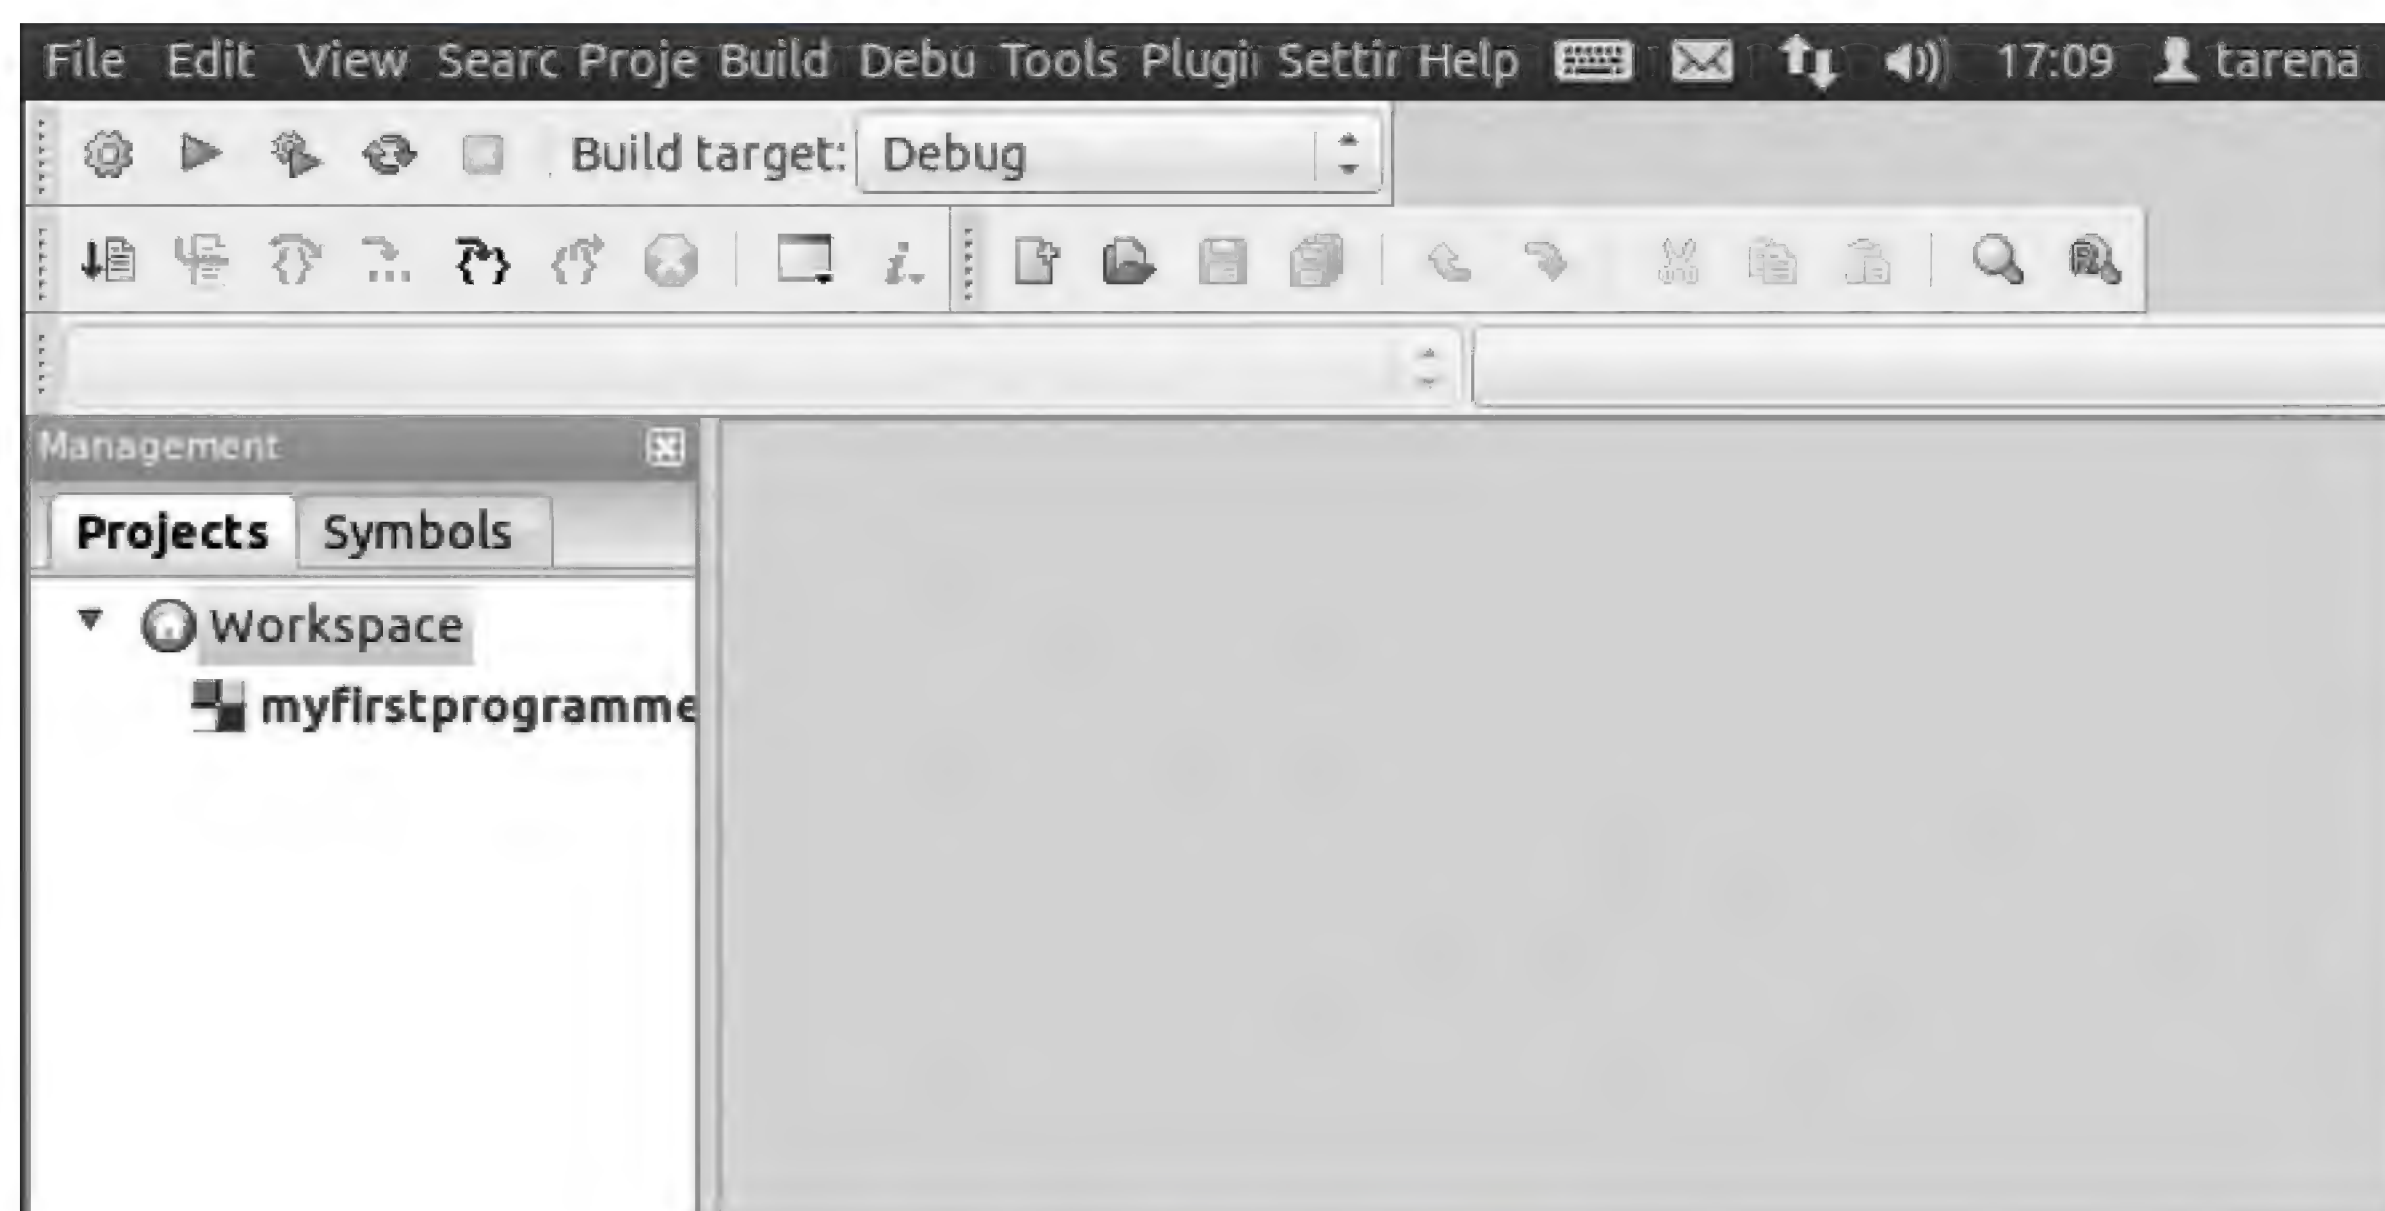 File Edit View Searc Proje Build Debu Tools Plugi Settir Help 17:09 tarena
Build target: Debug
Management
Projects Symbols
Workspace
myfirstprogramme